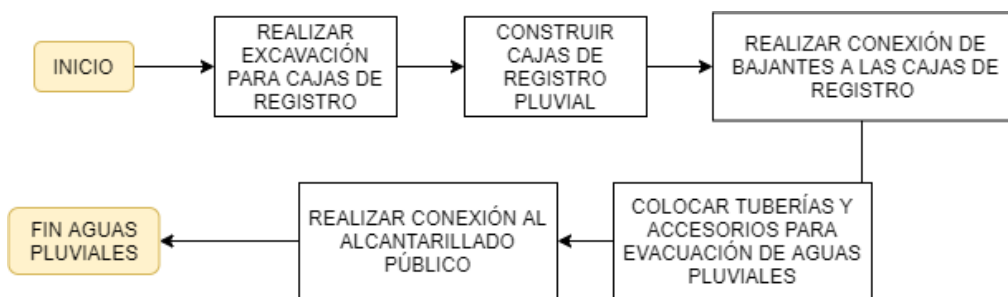 INICIO
REALIZAR
EXCAVACIÓN
PARA CAJAS DE
REGISTRO
CONSTRUIR
CAJAS DE
REGISTRO
PLUVIAL
REALIZAR CONEXIÓN DE
BAJANTES A LAS CAJAS DE
REGISTRO
COLOCAR TUBERÍAS Y
ACCESORIOS PARA
EVACUACIÓN DE AGUAS
PLUVIALES
REALIZAR CONEXIÓN AL
ALCANTARILLADO
PÚBLICO
FIN AGUAS
PLUVIALES